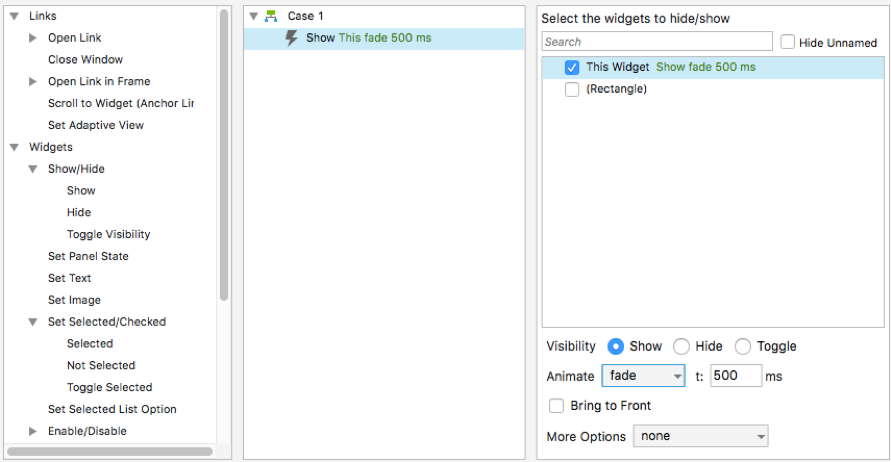 Links
Open Link
Close Window
Open Link in Frame
Scroll to Widget (Anchor Lin
Set Adaptive View
Widgets
Show/Hide
Show
Hide
Toggle Visibility
Set Panel State
Set Text
Set Image
Set Selected/Checked
Selected
Not Selected
Toggle Selected
Set Selected List Option
Enable/Disable
Case 1
Show This fade 500 ms
Select the widgets to hide/show
Search
Hide Unnamed
This Widget Show fade 500 ms
(Rectangle)
Visibility Show Hide Toggle
Animate fade t: 500 ms
Bring to Front
More Options none